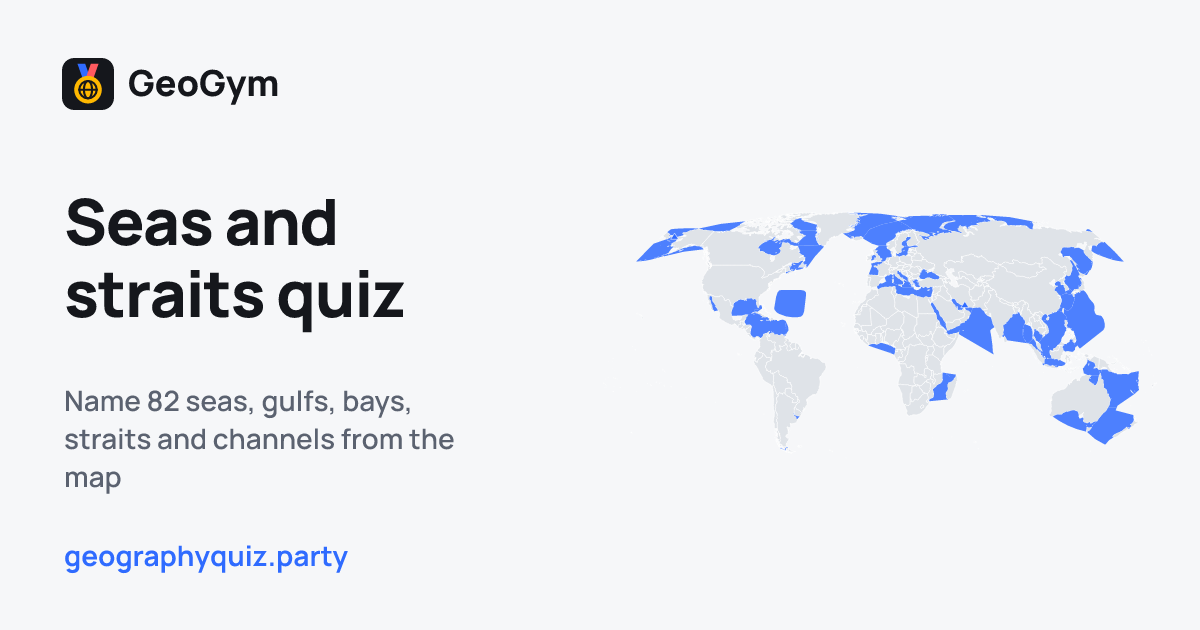 GeoGym
Seas and
straits quiz
Name 82 seas, gulfs, bays,
straits and channels from the
map
geographyquiz.party